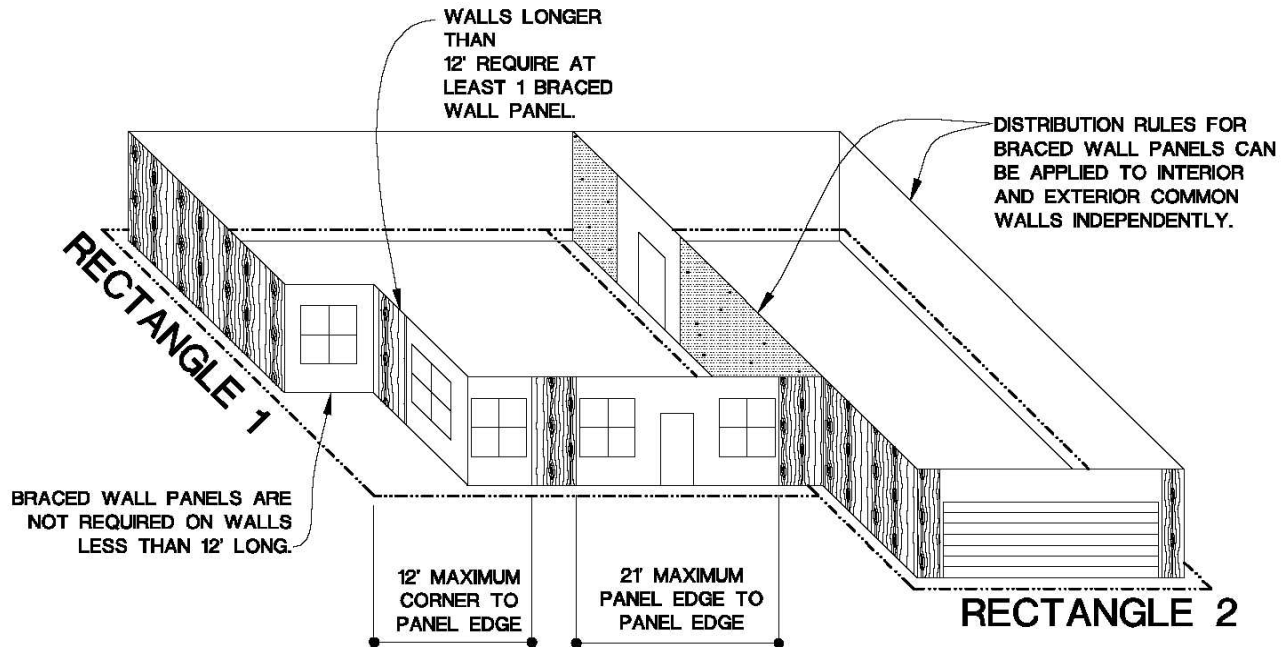 WALLS LONGER
THAN
12' REQUIRE AT
LEAST 1 BRACED
WALL PANEL.
DISTRIBUTION RULES FOR
BRACED WALL PANELS CAN
BE APPLIED TO INTERIOR
AND EXTERIOR COMMON
WALLS INDEPENDENTLY.
RECTANGLE 1
BRACED WALL PANELS ARE
NOT REQUIRED ON WALLS
LESS THAN 12' LONG.
12' MAXIMUM
CORNER TO
PANEL EDGE
21' MAXIMUM
PANEL EDGE TO
PANEL EDGE
RECTANGLE 2